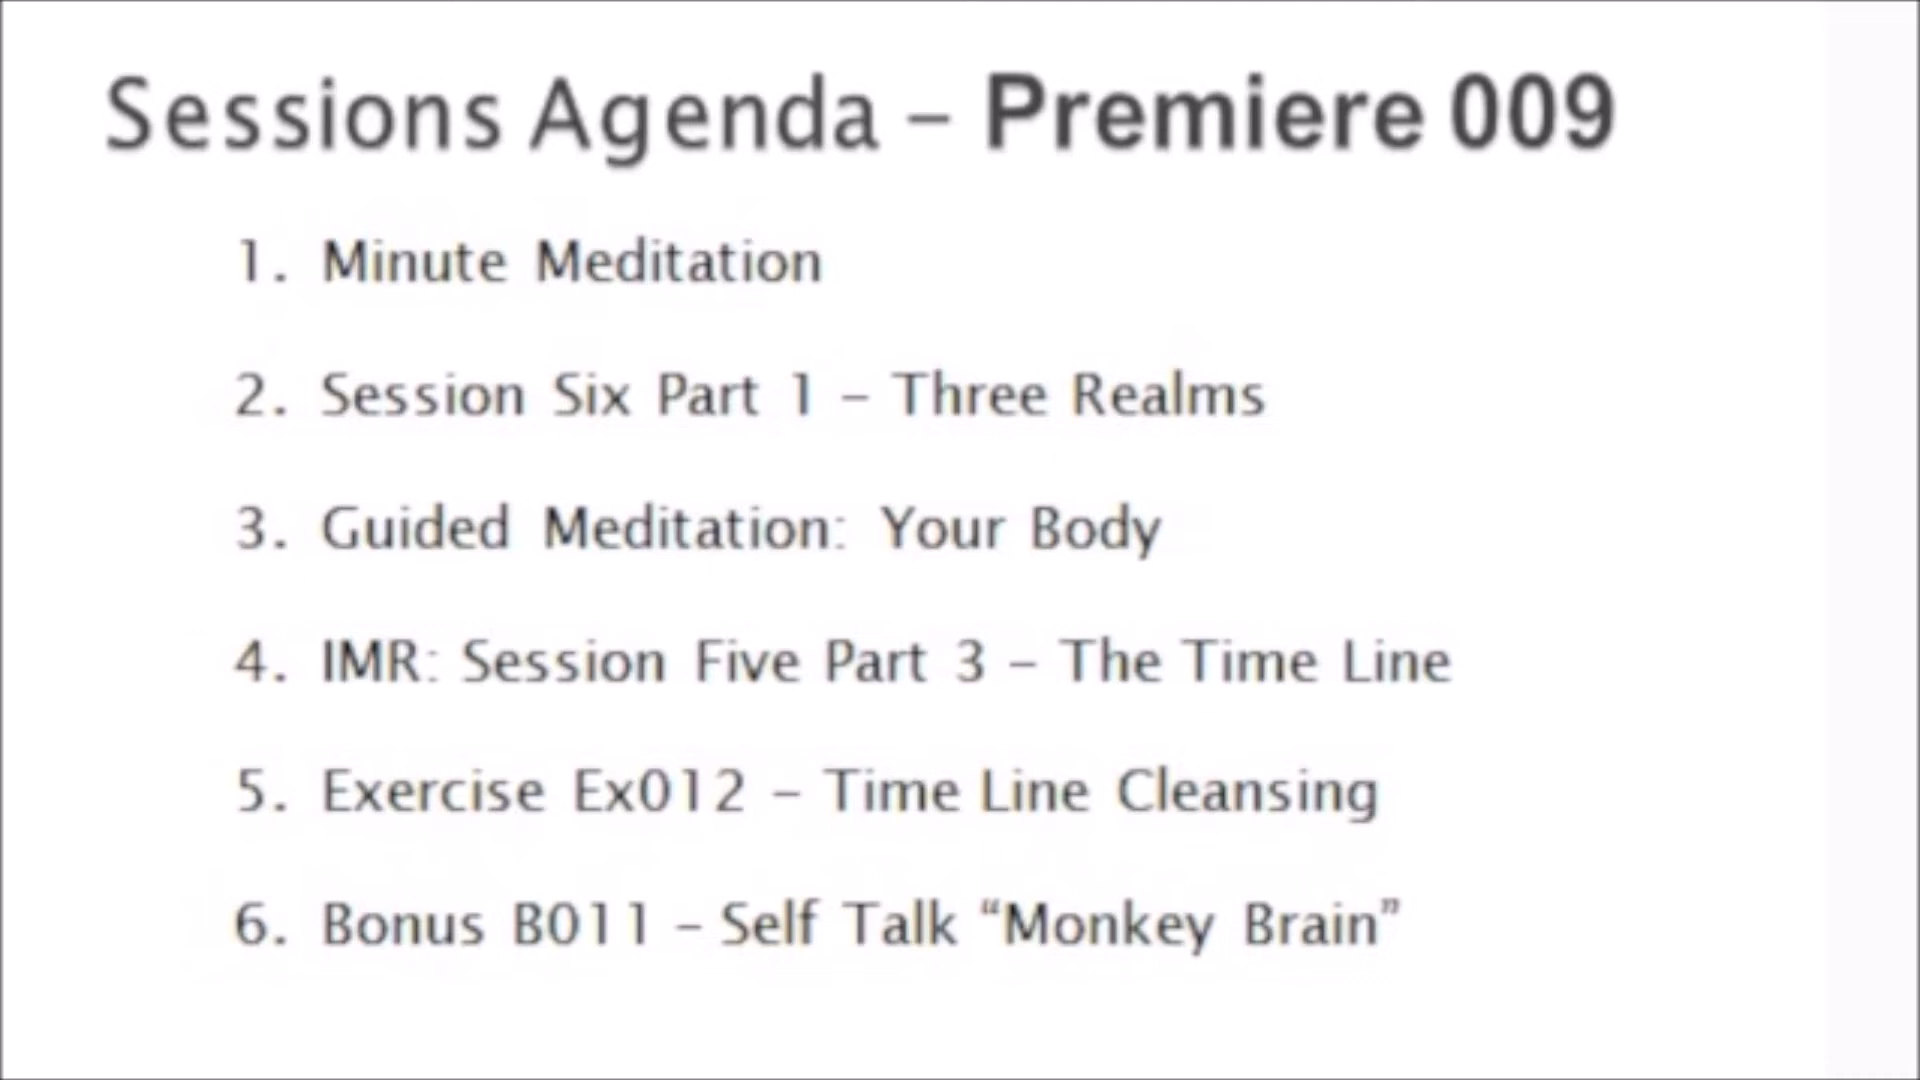 Sessions Agenda – Premiere 009
1. Minute Meditation
2. Session Six Part 1 – Three Realms
3. Guided Meditation: Your Body
4. IMR: Session Five Part 3 – The Time Line
5. Exercise Ex012 – Time Line Cleansing
6. Bonus B011 – Self Talk “Monkey Brain”